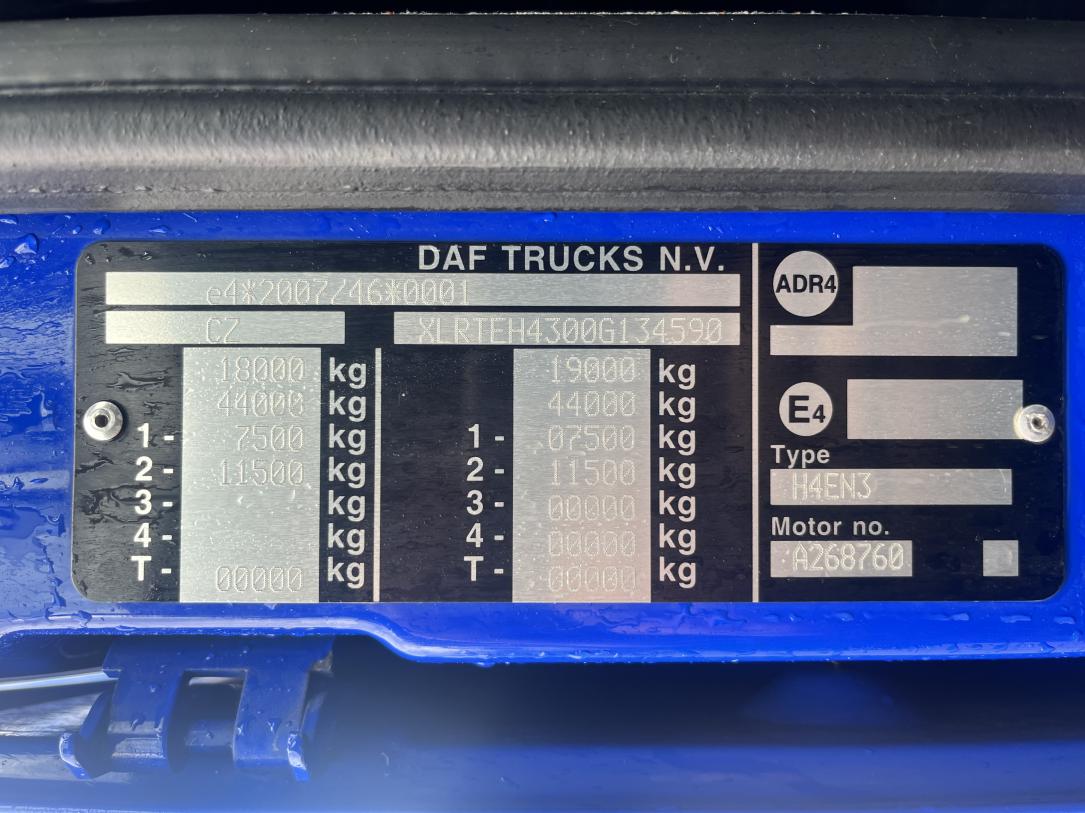 DAF TRUCKS N.V.
e4*2007/46*0001
CZ XLRTEH4300G134590
18000 kg 19000 kg
44000 kg 44000 kg
1- 7500 kg 1- 07500 kg
2- 11500 kg 2- 11500 kg
3- kg 3- 00000 kg
4- kg 4- 00000 kg
T- 00000 kg T- 00000 kg
ADR4
E4
Type
H4EN3
Motor no.
A268760